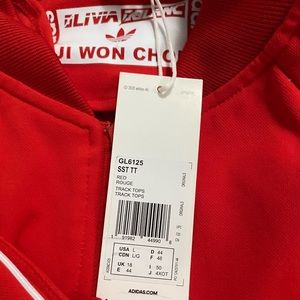 OLIVIA OBLANC
JI WON CHOI
GL6125
SST TT
RED
ROUGE
TRACK TOPS
TRACK TOPS
USA L D 44
CDN L/G F 46
UK 18 I 50
E 44 J 4XOT
ADIDAS.COM